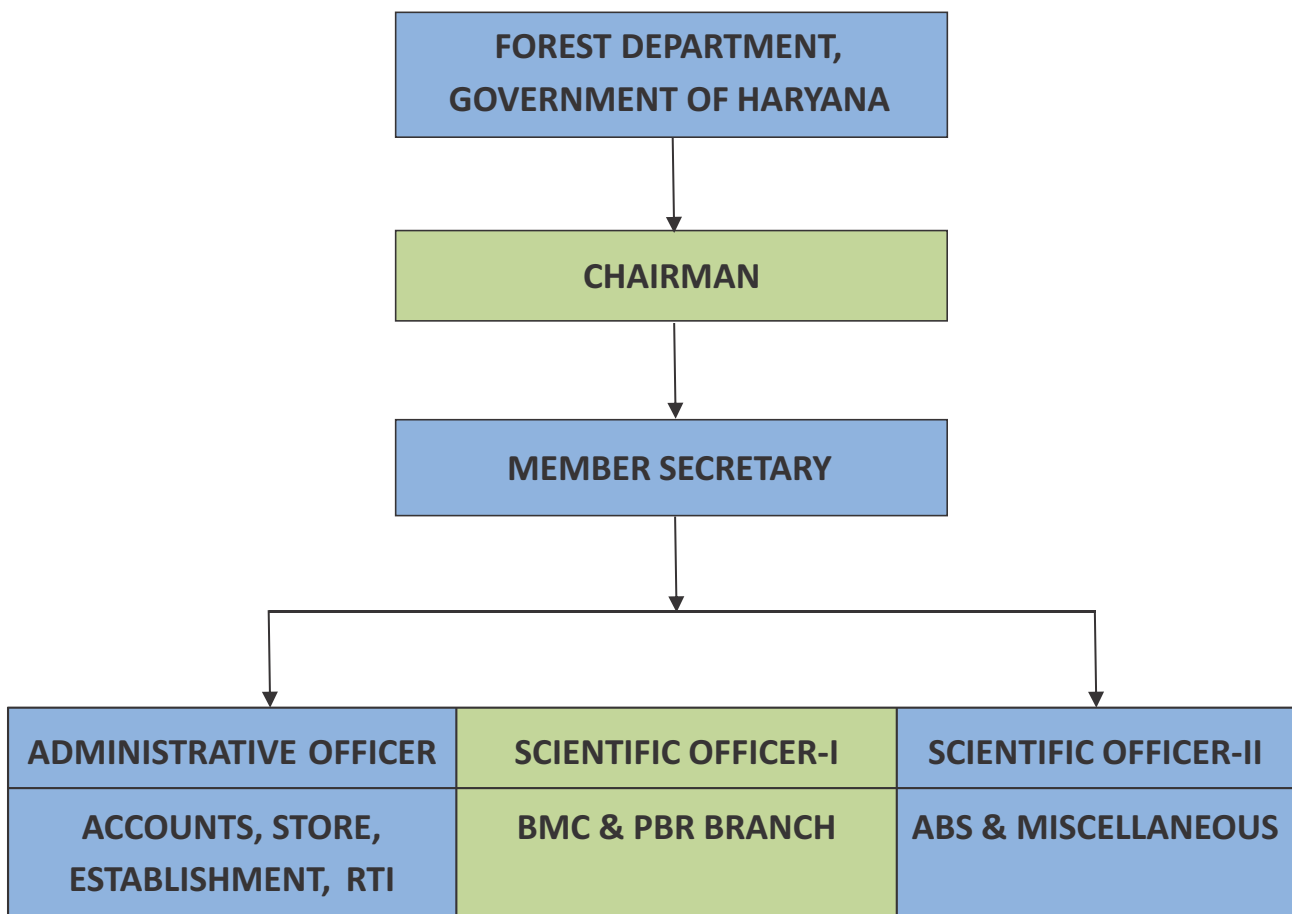 FOREST DEPARTMENT,
GOVERNMENT OF HARYANA
CHAIRMAN
MEMBER SECRETARY
ADMINISTRATIVE OFFICER
SCIENTIFIC OFFICER-I
SCIENTIFIC OFFICER-II
ACCOUNTS, STORE,
ESTABLISHMENT, RTI
BMC & PBR BRANCH
ABS & MISCELLANEOUS